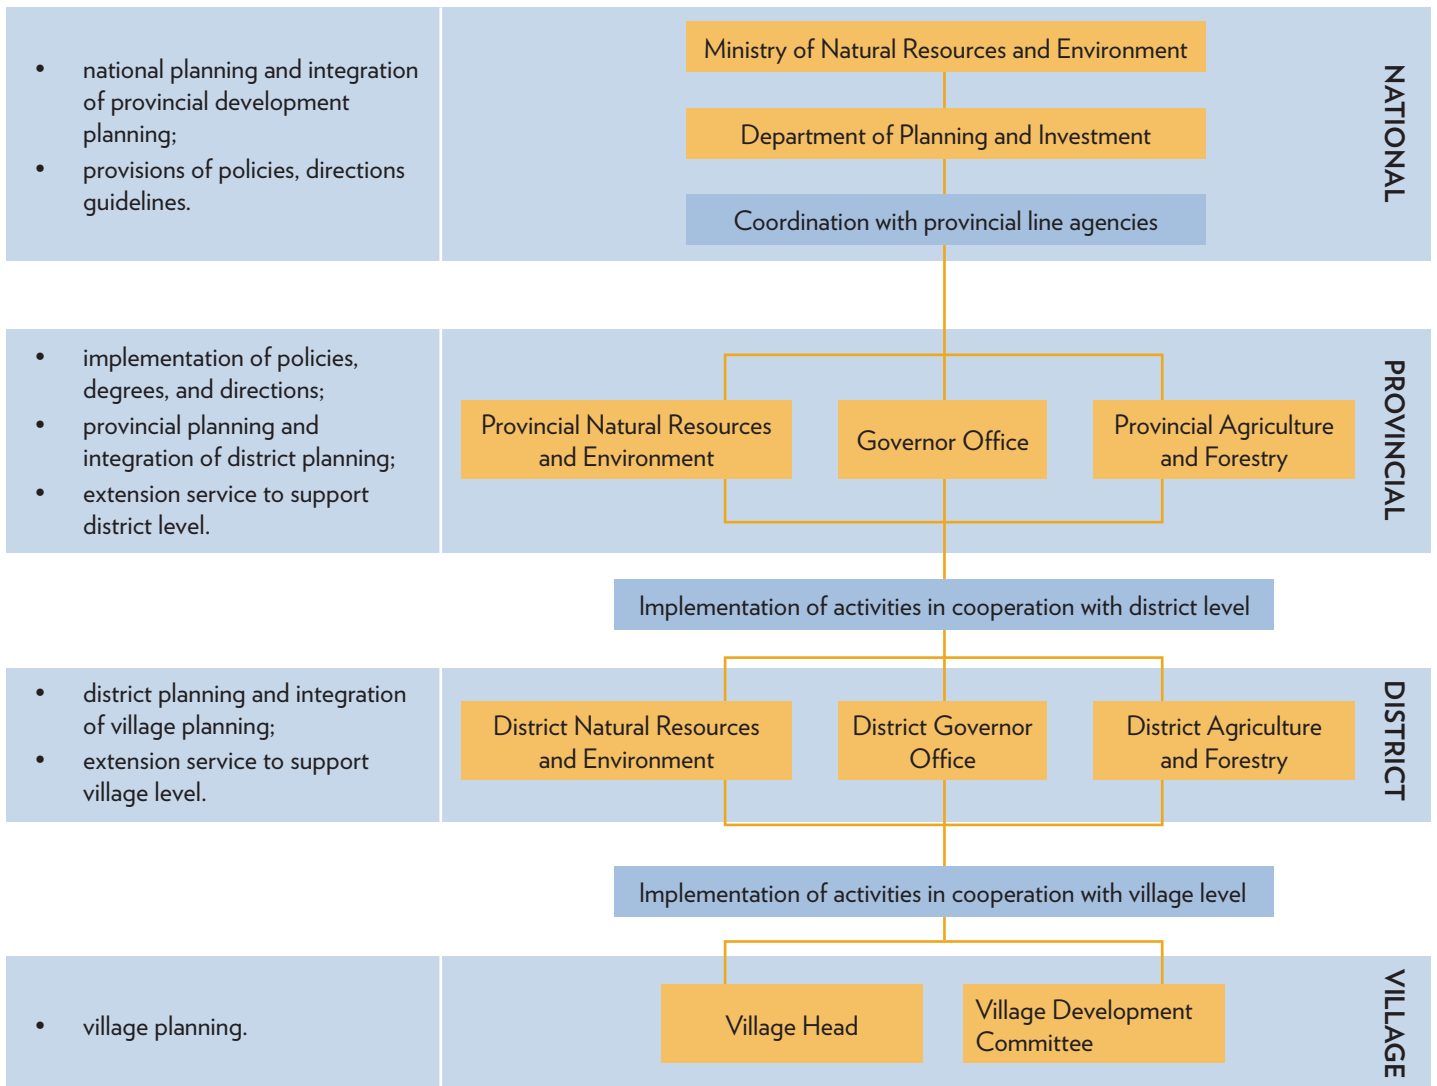 • national planning and integration
of provincial development
planning;
• provisions of policies, directions
guidelines.
Ministry of Natural Resources and Environment
Department of Planning and Investment
Coordination with provincial line agencies
NATIONAL
• implementation of policies,
degrees, and directions;
• provincial planning and
integration of district planning;
• extension service to support
district level.
Provincial Natural Resources
and Environment
Governor Office
Provincial Agriculture
and Forestry
PROVINCIAL
Implementation of activities in cooperation with district level
• district planning and integration
of village planning;
• extension service to support
village level.
District Natural Resources
and Environment
District Governor
Office
District Agriculture
and Forestry
DISTRICT
Implementation of activities in cooperation with village level
• village planning.
Village Head
Village Development
Committee
VILLAGE